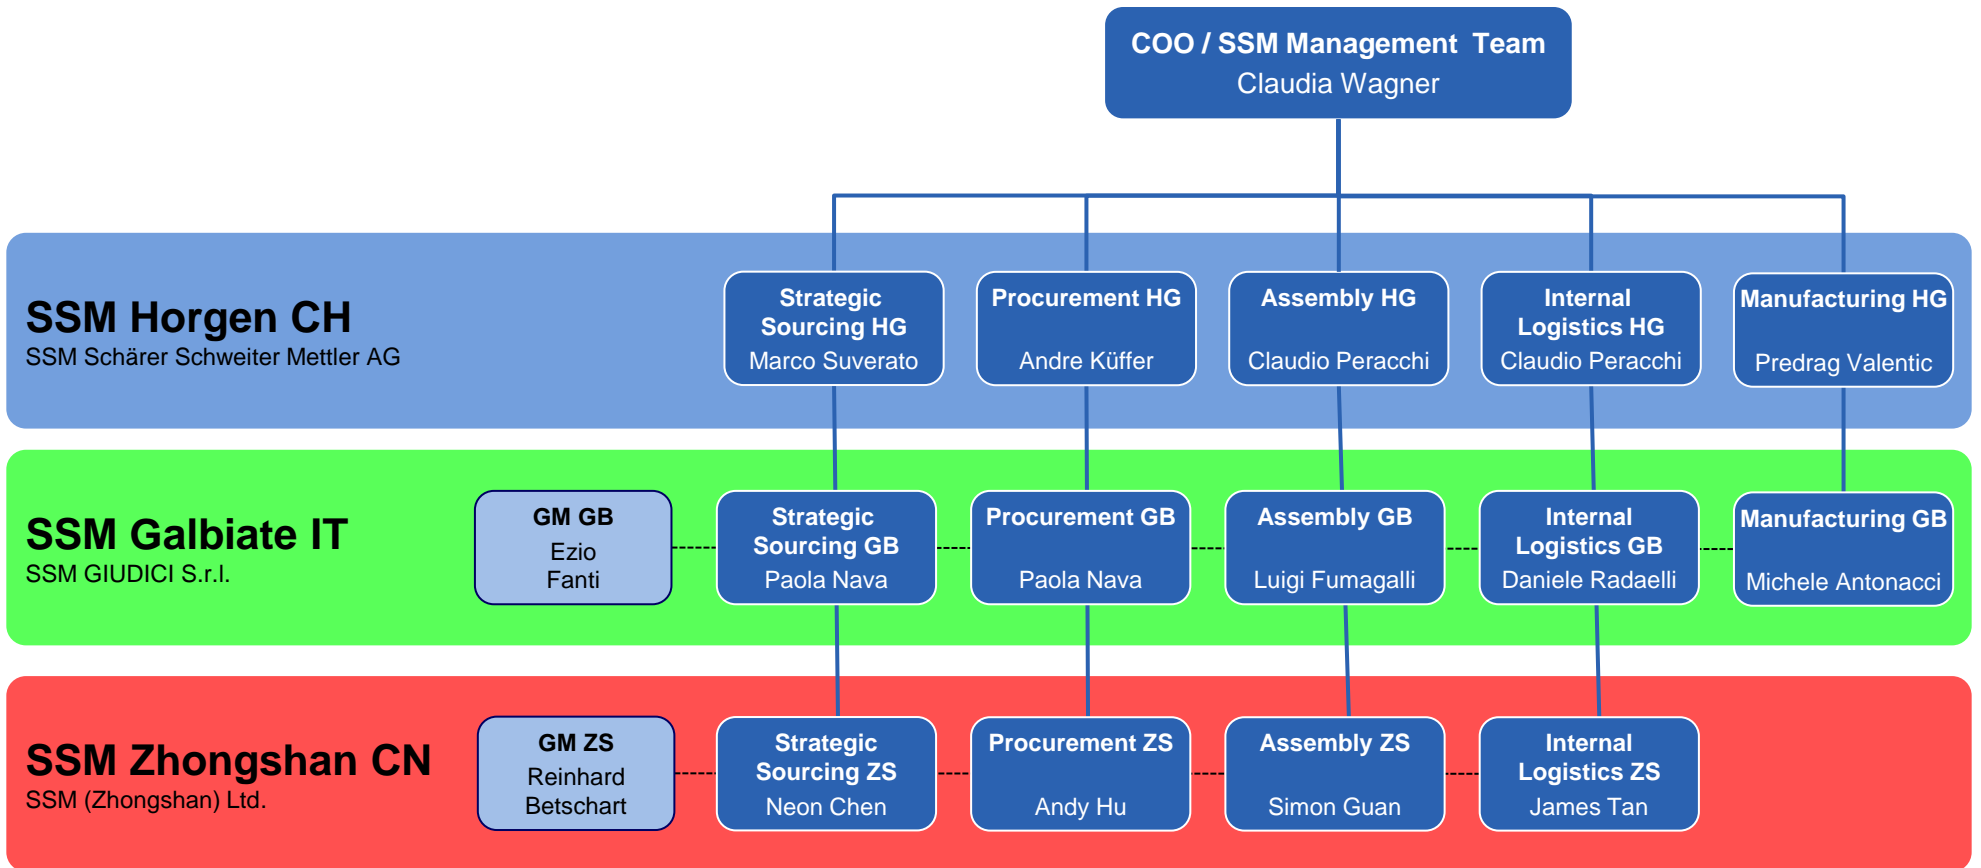 COO / SSM Management Team
Claudia Wagner
SSM Horgen CH
SSM Schärer Schweiter Mettler AG
Strategic
Sourcing HG
Marco Suverato
Procurement HG
Andre Küffer
Assembly HG
Claudio Peracchi
Internal
Logistics HG
Claudio Peracchi
Manufacturing HG
Predrag Valentic
SSM Galbiate IT
SSM GIUDICI S.r.l.
GM GB
Ezio
Fanti
Strategic
Sourcing GB
Paola Nava
Procurement GB
Paola Nava
Assembly GB
Luigi Fumagalli
Internal
Logistics GB
Daniele Radaelli
Manufacturing GB
Michele Antonacci
SSM Zhongshan CN
SSM (Zhongshan) Ltd.
GM ZS
Reinhard
Betschart
Strategic
Sourcing ZS
Neon Chen
Procurement ZS
Andy Hu
Assembly ZS
Simon Guan
Internal
Logistics ZS
James Tan